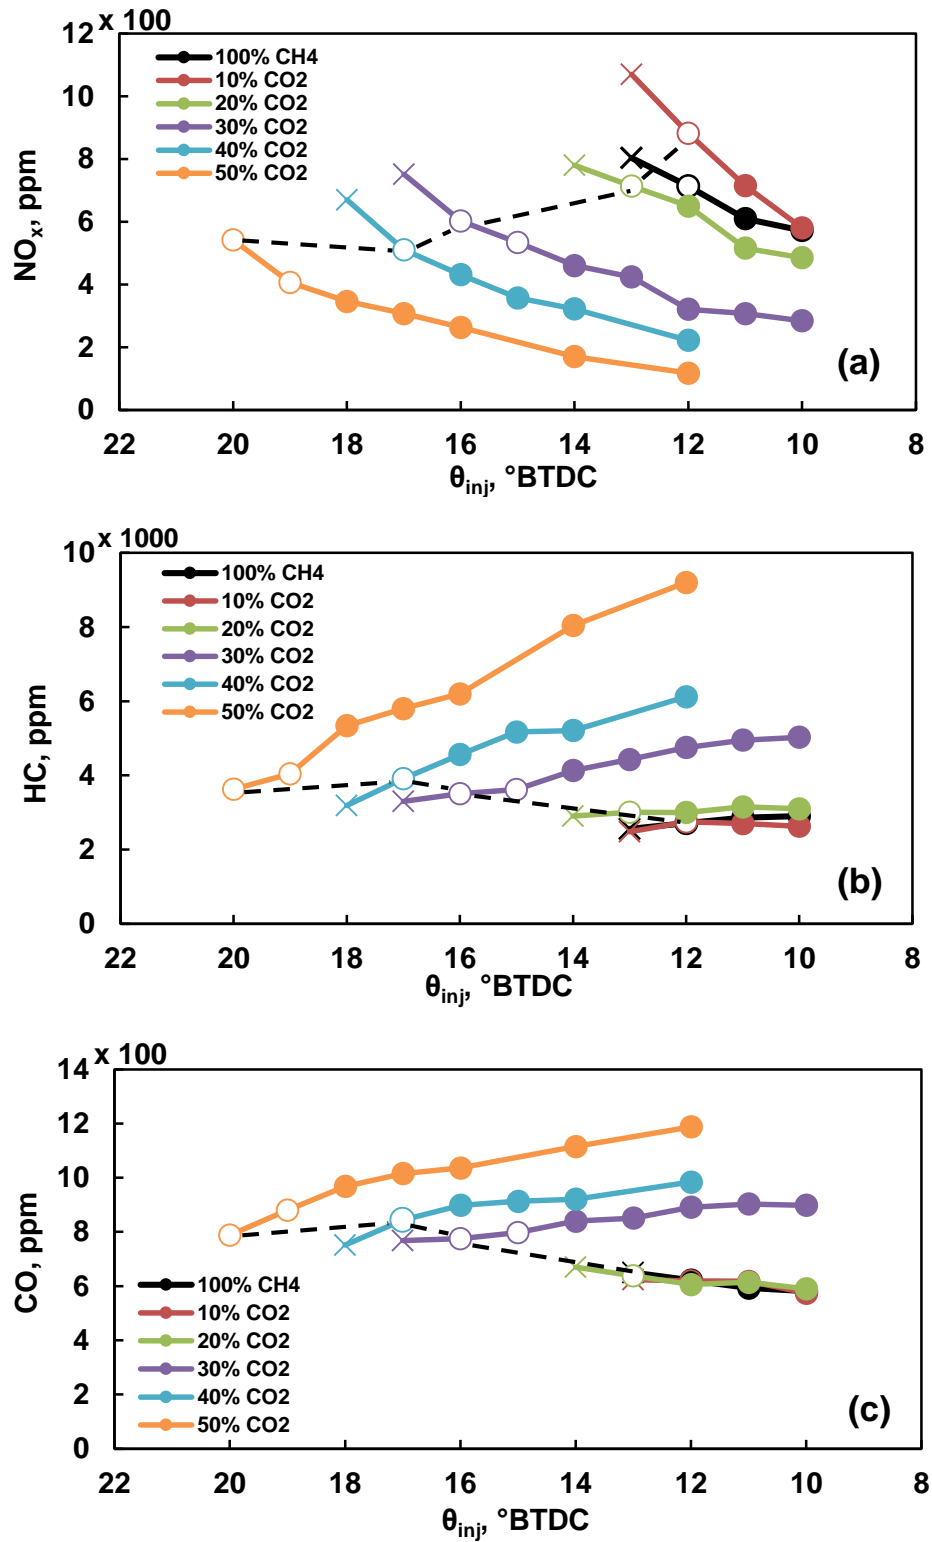 x 100
12
10
8
6
4
2
0
NOx, ppm
100% CH4
10% CO2
20% CO2
30% CO2
40% CO2
50% CO2
(a)
22 20 18 16 14 12 10 8
θinj, °BTDC
x 1000
10
8
6
4
2
0
HC, ppm
100% CH4
10% CO2
20% CO2
30% CO2
40% CO2
50% CO2
(b)
22 20 18 16 14 12 10 8
θinj, °BTDC
x 100
14
12
10
8
6
4
2
0
CO, ppm
100% CH4
10% CO2
20% CO2
30% CO2
40% CO2
50% CO2
(c)
22 20 18 16 14 12 10 8
θinj, °BTDC